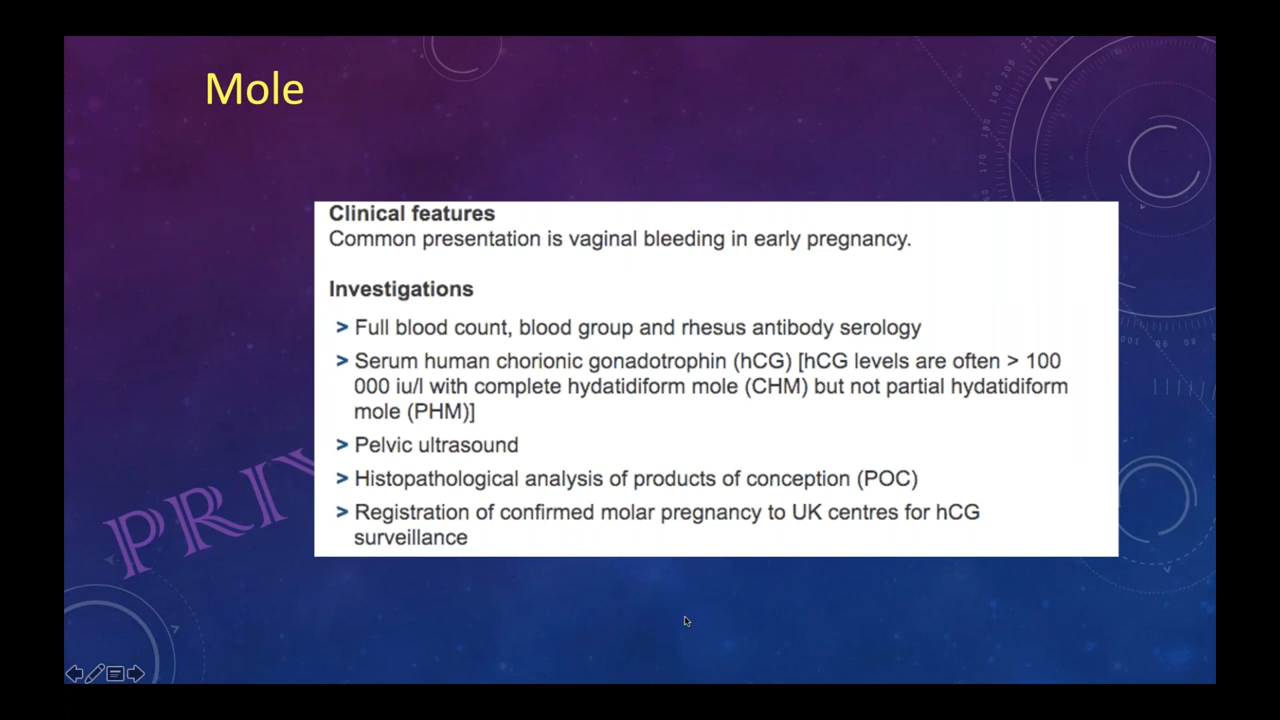 Mole
Clinical features
Common presentation is vaginal bleeding in early pregnancy.
Investigations
> Full blood count, blood group and rhesus antibody serology
> Serum human chorionic gonadotrophin (hCG) [hCG levels are often > 100
000 iu/l with complete hydatidiform mole (CHM) but not partial hydatidiform
mole (PHM)]
> Pelvic ultrasound
> Histopathological analysis of products of conception (POC)
> Registration of confirmed molar pregnancy to UK centres for hCG
surveillance